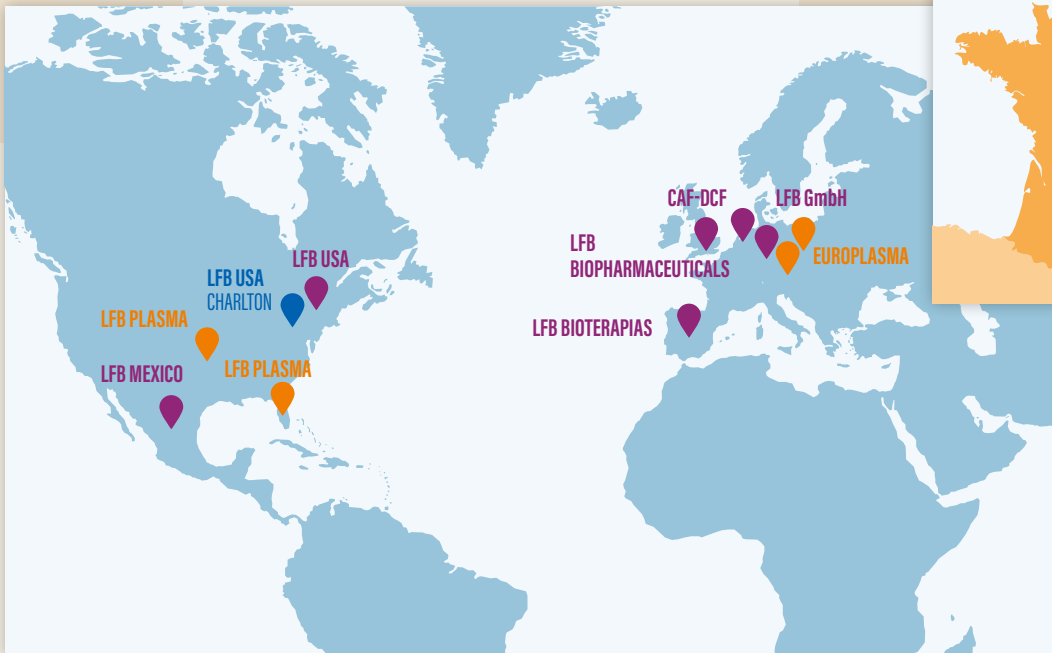 CAF-DCF
LFB GmbH
LFB
BIOPHARMACEUTICALS
EUROPLASMA
LFB USA
LFB USA
CHARLTON
LFB PLASMA
LFB BIOTERAPIAS
LFB PLASMA
LFB MEXICO